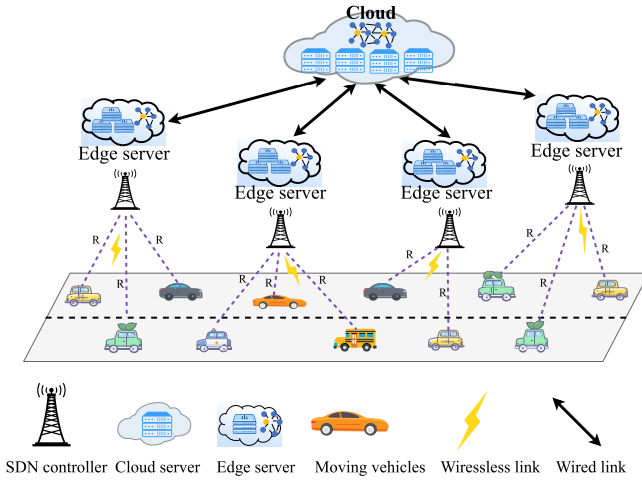 Cloud
Edge server
Edge server
Edge server
Edge server
R
R
R
R
R
R
R
R
R
R
R
SDN controller
Cloud server
Edge server
Moving vehicles
Wiressless link
Wired link